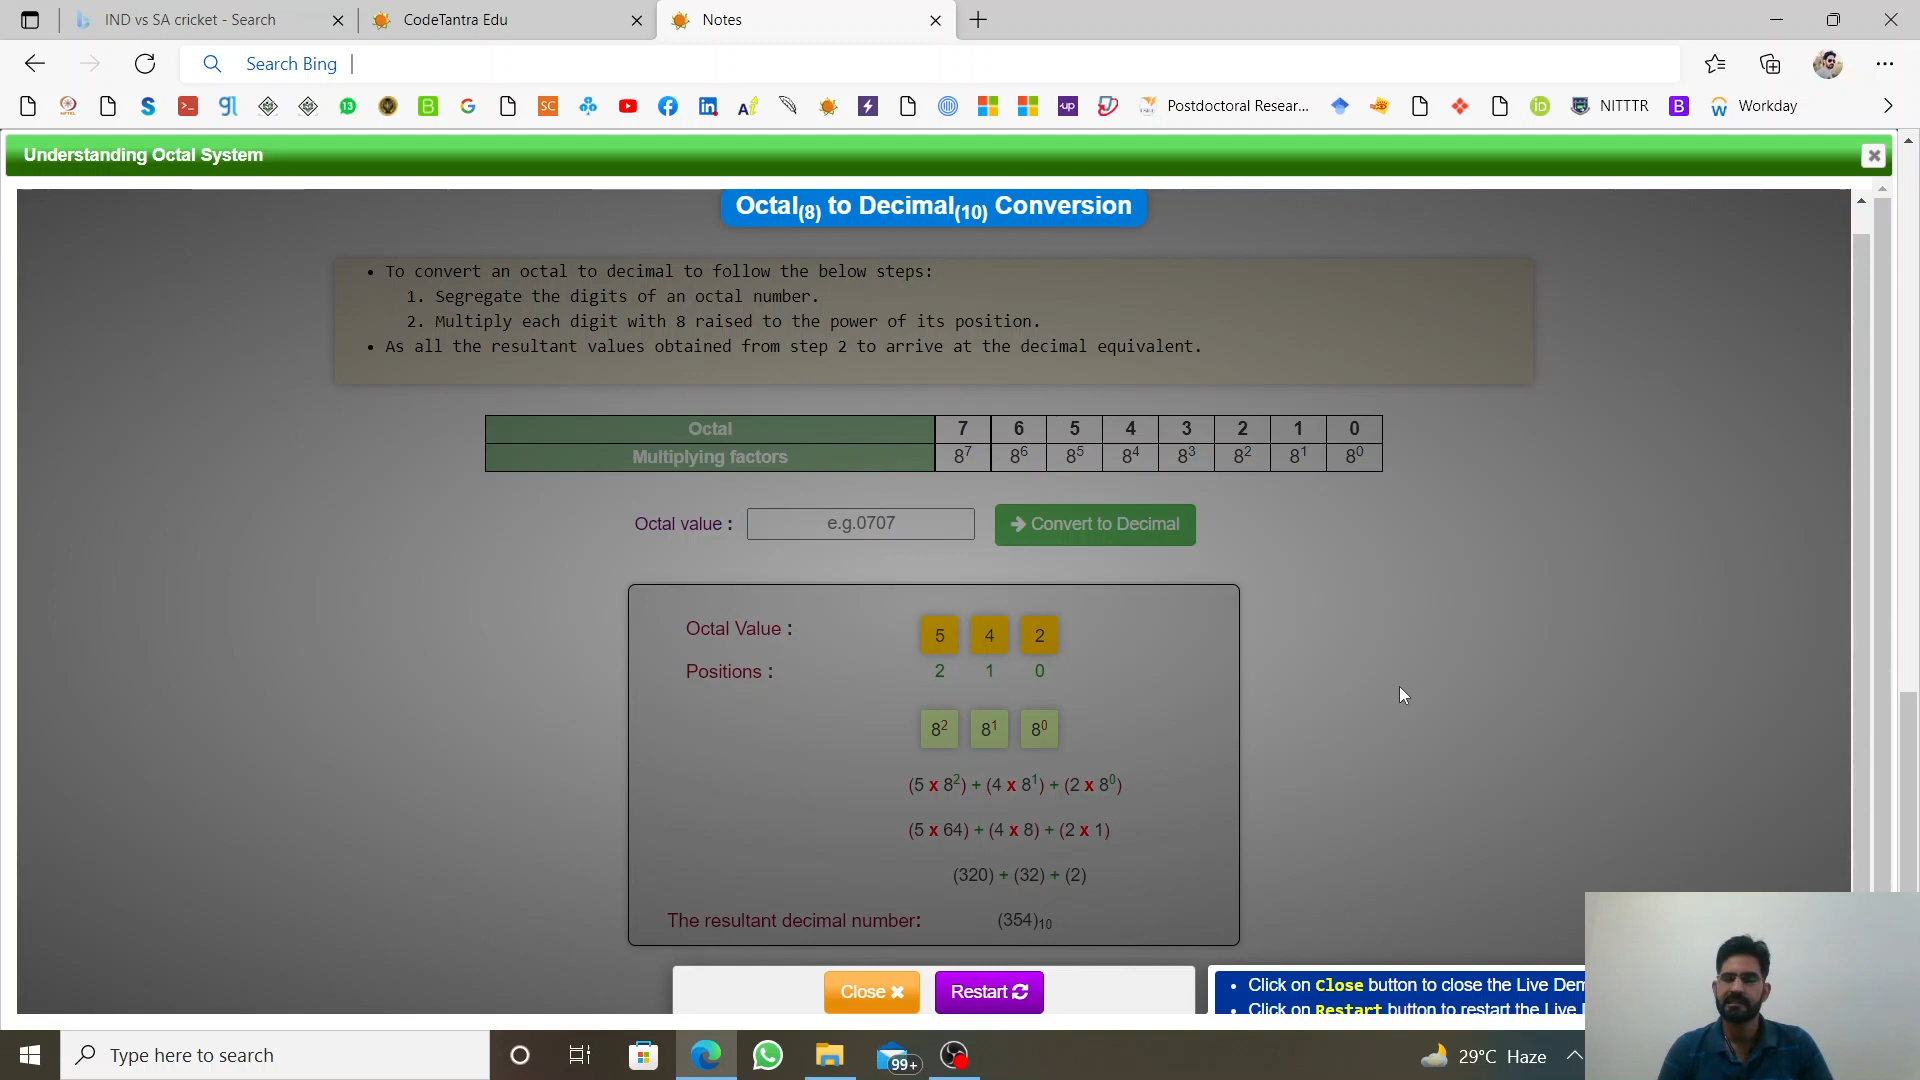 IND vs SA cricket - Search
CodeTantra Edu
Notes
Search Bing
Postdoctoral Resear...
NITTTR
Workday
Understanding Octal System
Octal(8) to Decimal(10) Conversion
• To convert an octal to decimal to follow the below steps:
1. Segregate the digits of an octal number.
2. Multiply each digit with 8 raised to the power of its position.
• As all the resultant values obtained from step 2 to arrive at the decimal equivalent.
Octal 7 6 5 4 3 2 1 0
Multiplying factors 8⁷ 8⁶ 8⁵ 8⁴ 8³ 8² 8¹ 8⁰
Octal value : e.g.0707 Convert to Decimal
Octal Value : 5 4 2
Positions : 2 1 0
8² 8¹ 8⁰
(5 x 8²) + (4 x 8¹) + (2 x 8⁰)
(5 x 64) + (4 x 8) + (2 x 1)
(320) + (32) + (2)
The resultant decimal number: (354)₁₀
Close Restart
• Click on Close button to close the Live Dem
• Click on Restart button to restart the Live
Type here to search
99+
29°C Haze